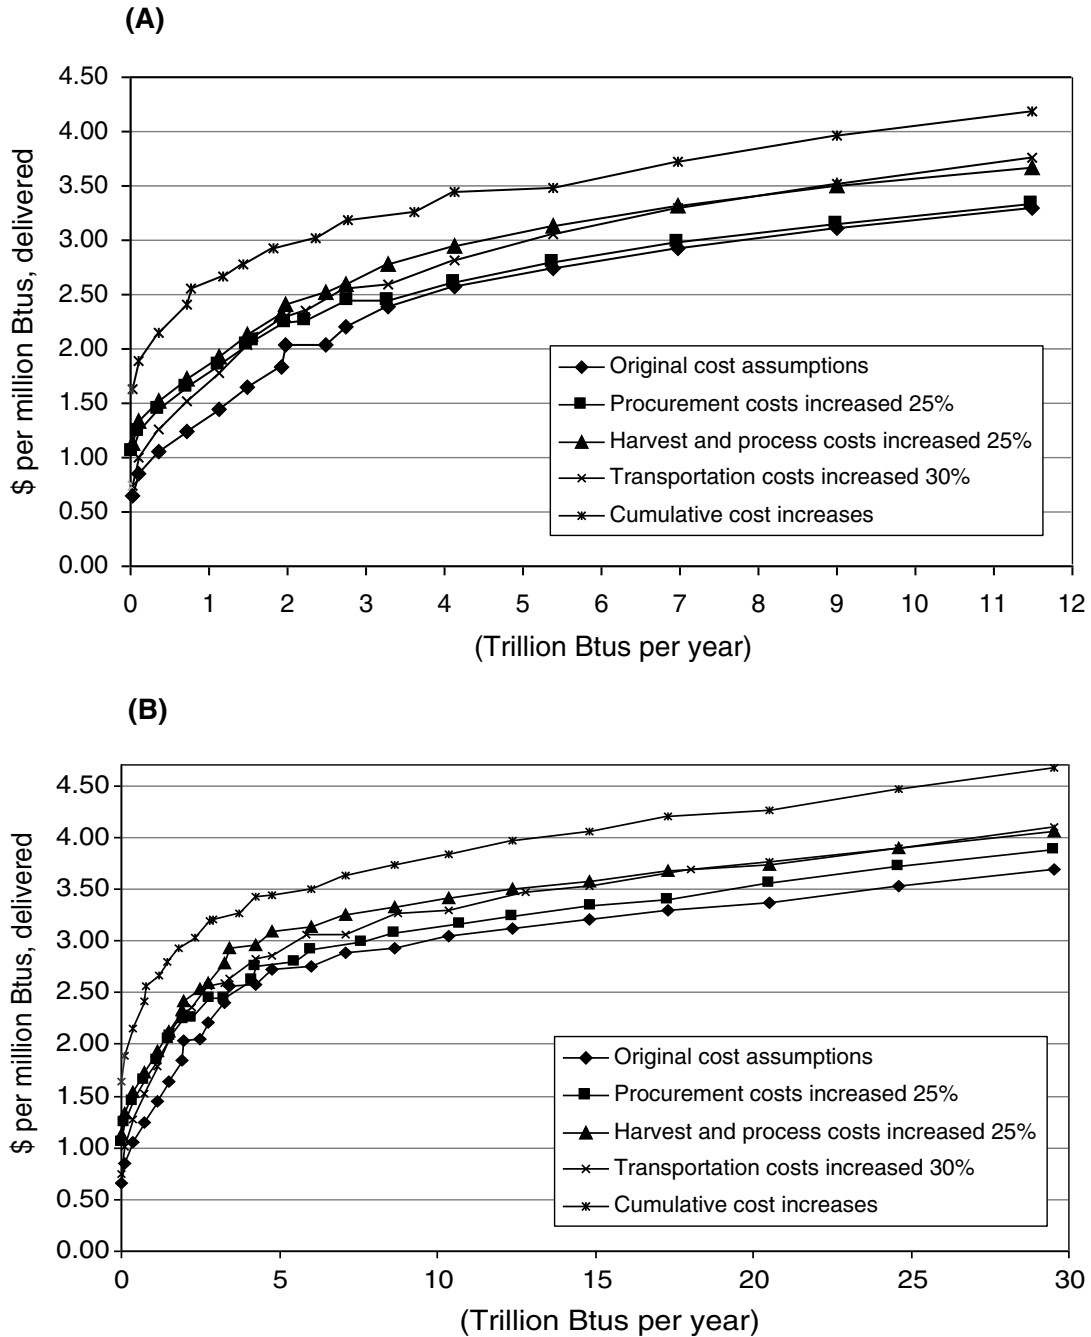 (A)
4.50
4.00
3.50
3.00
2.50
2.00
1.50
1.00
0.50
0.00
$ per million Btus, delivered
Original cost assumptions
Procurement costs increased 25%
Harvest and process costs increased 25%
Transportation costs increased 30%
Cumulative cost increases
0 1 2 3 4 5 6 7 8 9 10 11 12
(Trillion Btus per year)
(B)
4.50
4.00
3.50
3.00
2.50
2.00
1.50
1.00
0.50
0.00
$ per million Btus, delivered
Original cost assumptions
Procurement costs increased 25%
Harvest and process costs increased 25%
Transportation costs increased 30%
Cumulative cost increases
0 5 10 15 20 25 30
(Trillion Btus per year)